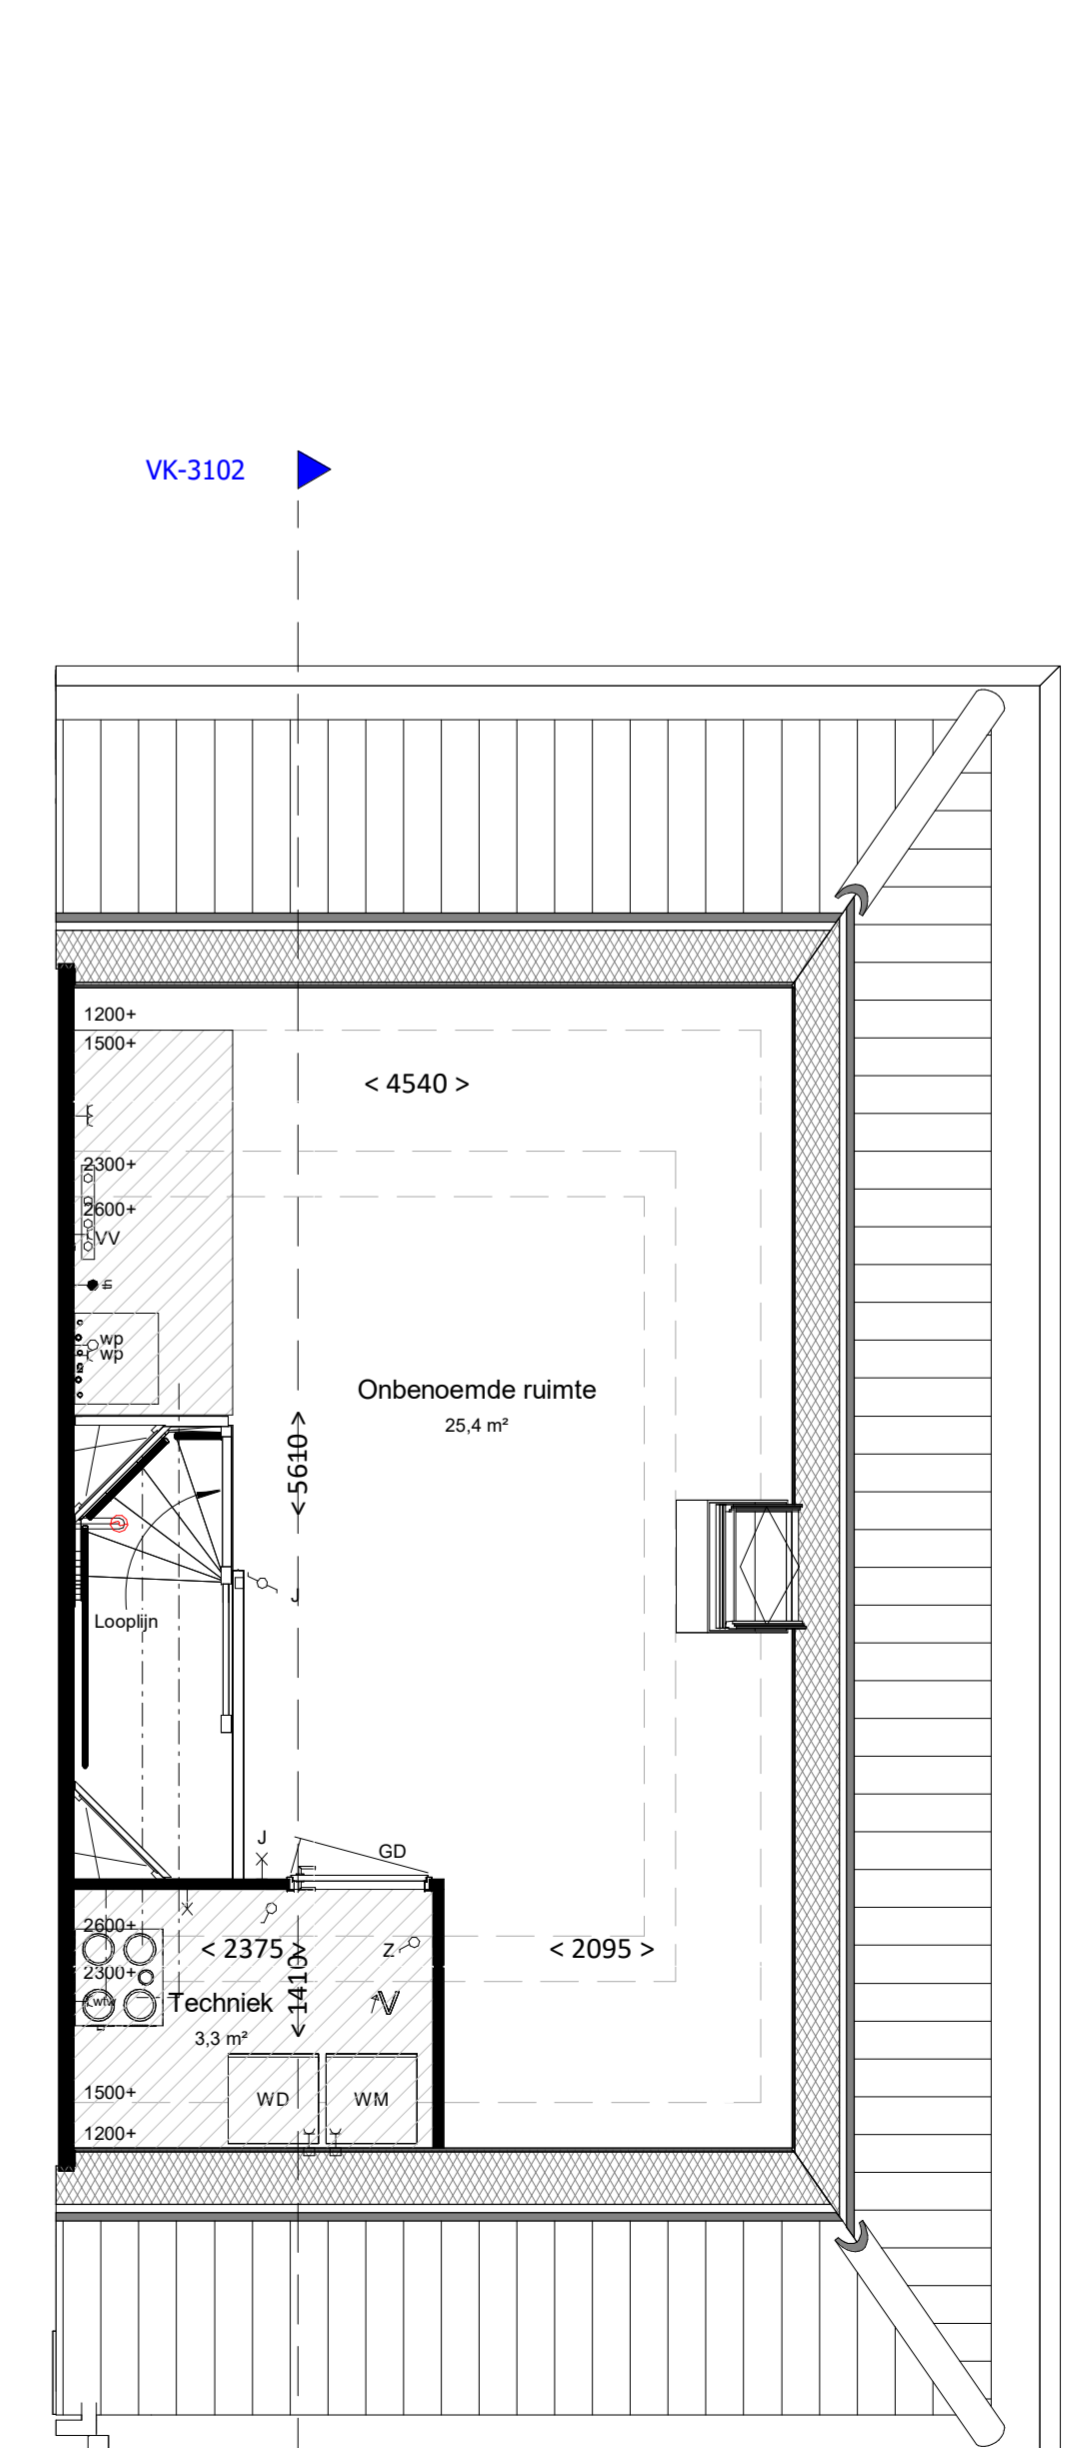 VK-3102
1200+
1500+
< 4540 >
2300+
2600+
VV
wp
wp
Onbenoemde ruimte
25,4 m²
< 5610 >
J
Looplijn
J
GD
2600+
< 2375 >
Z
< 2095 >
2300+
< 1410 >
Techniek
V
3,3 m²
1500+
WD
WM
1200+